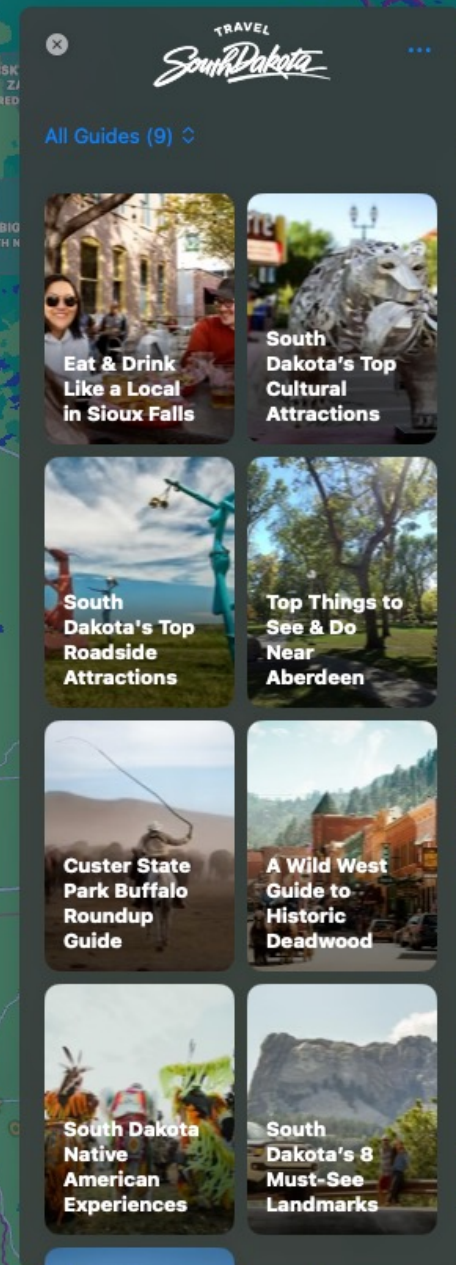 TRAVEL
South Dakota
All Guides (9)
Eat & Drink
Like a Local
in Sioux Falls
South
Dakota's Top
Cultural
Attractions
South
Dakota's Top
Roadside
Attractions
Top Things to
See & Do
Near
Aberdeen
Custer State
Park Buffalo
Roundup
Guide
A Wild West
Guide to
Historic
Deadwood
South Dakota
Native
American
Experiences
South
Dakota's 8
Must-See
Landmarks